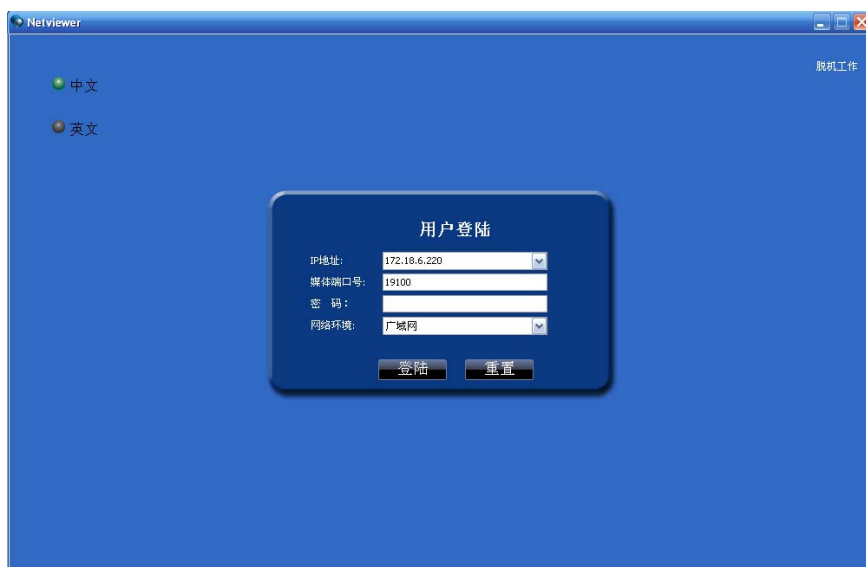 Netviewer
脱机工作
中文
英文
用户登陆
IP地址: 172.18.6.220
媒体端口号: 19100
密 码：
网络环境: 广域网
登陆 重置